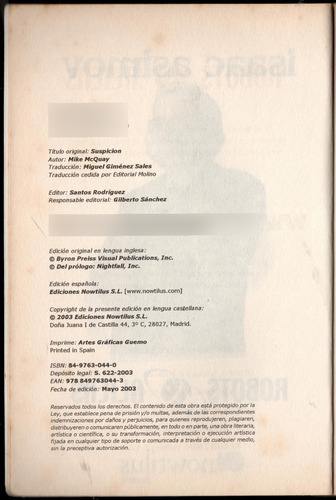 Título original: Suspicion
Autor: Mike McQuay
Traducción: Miguel Giménez Sales
Traducción cedida por Editorial Molino
Editor: Santos Rodríguez
Responsable editorial: Gilberto Sánchez
Edición original en lengua inglesa:
© Byron Preiss Visual Publications, Inc.
© Del prólogo: Nightfall, Inc.
Edición española:
Ediciones Nowtilus S.L. [www.nowtilus.com]
Copyright de la presente edición en lengua castellana:
© 2003 Ediciones Nowtilus S.L.
Doña Juana I de Castilla 44, 3º C, 28027, Madrid.
Imprime: Artes Gráficas Guemo
Printed in Spain
ISBN: 84-9763-044-0
Depósito legal: S. 622-2003
EAN: 978 849763044-3
Fecha de edición: Mayo 2003
Reservados todos los derechos. El contenido de esta obra está protegido por la
Ley, que establece pena de prisión y/o multas, además de las correspondientes
indemnizaciones por daños y perjuicios, para quienes reprodujeren, plagiaren,
distribuyeren o comunicaren públicamente, en todo o en parte, una obra literaria,
artística o científica, o su transformación, interpretación o ejecución artística
fijada en cualquier tipo de soporte o comunicada a través de cualquier medio,
sin la preceptiva autorización.